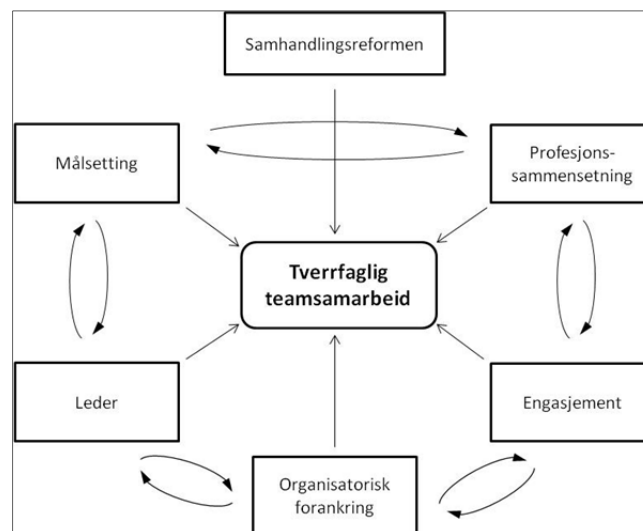 Samhandlingsreformen
Målsetting
Profesjons-
sammensetning
Tverrfaglig
teamsamarbeid
Leder
Engasjement
Organisatorisk
forankring